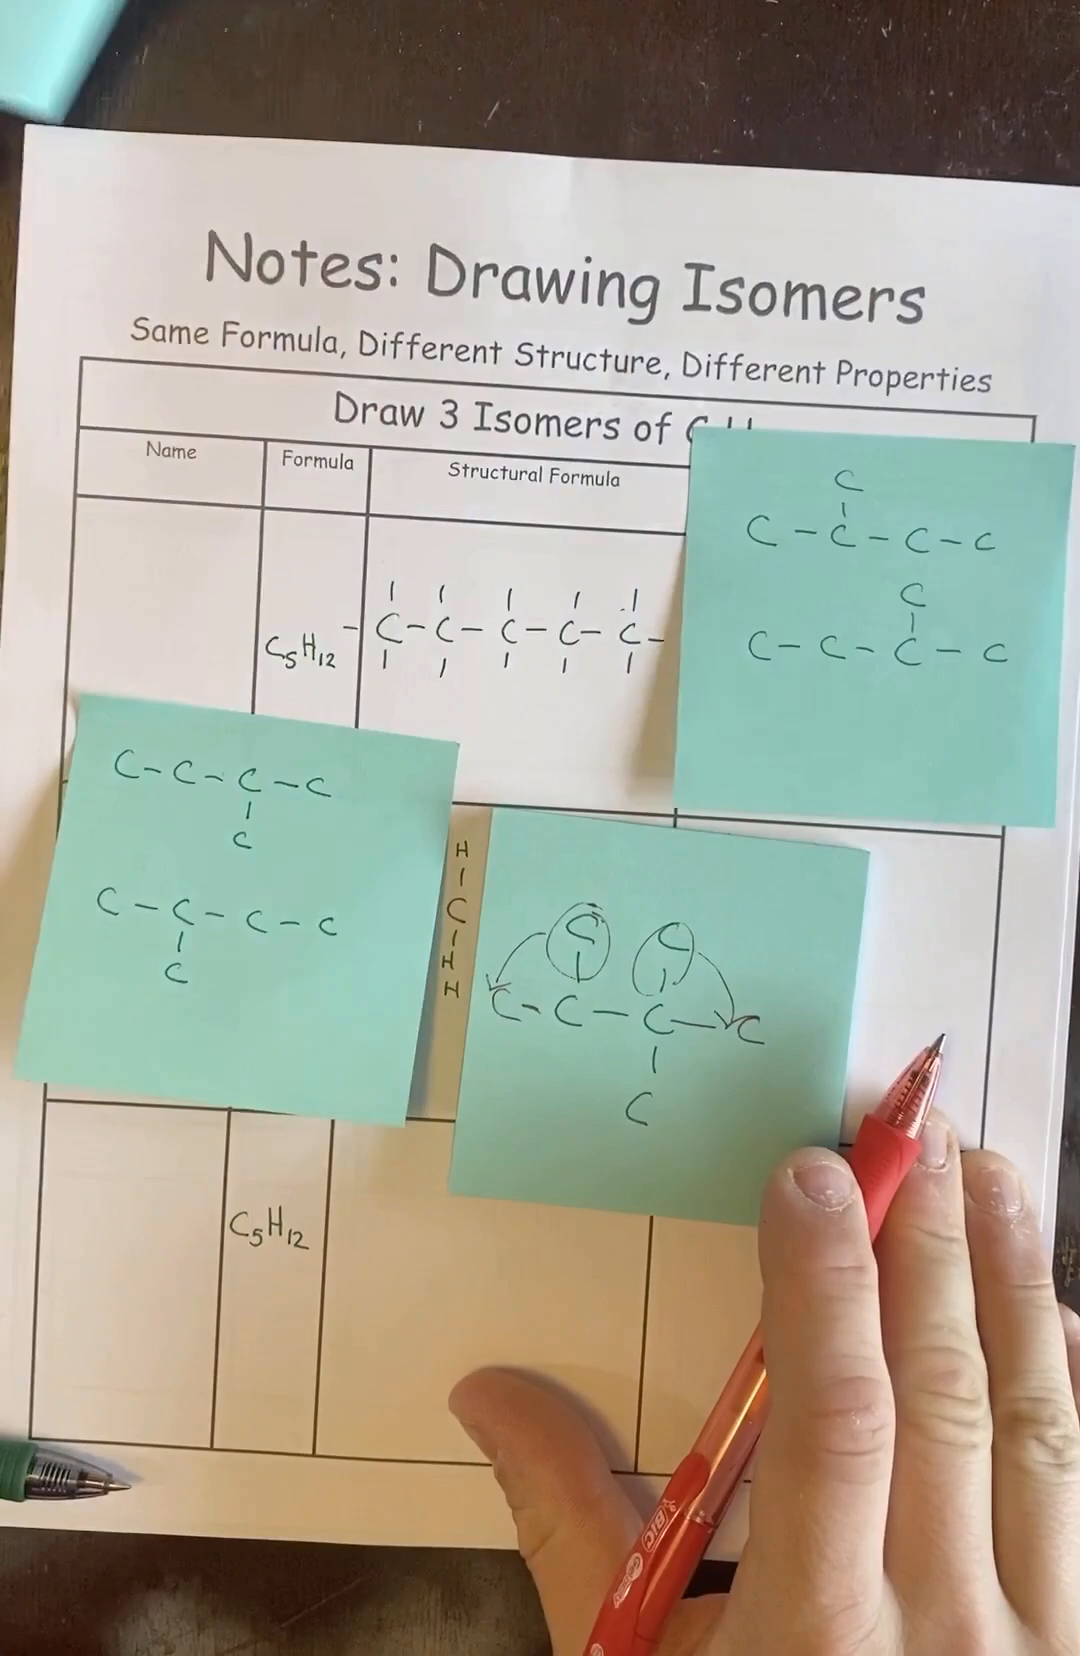 Notes: Drawing Isomers
Same Formula, Different Structure, Different Properties
Draw 3 Isomers of
Name
Formula
Structural Formula
C5H12
C-C-C-C-C-
C
C-C-C-C
C
C-C-C-C
C-C-C-C
C
C-C-C-C
C
H
C
H
H
C C
C-C-C-C
C
C5H12
BIC